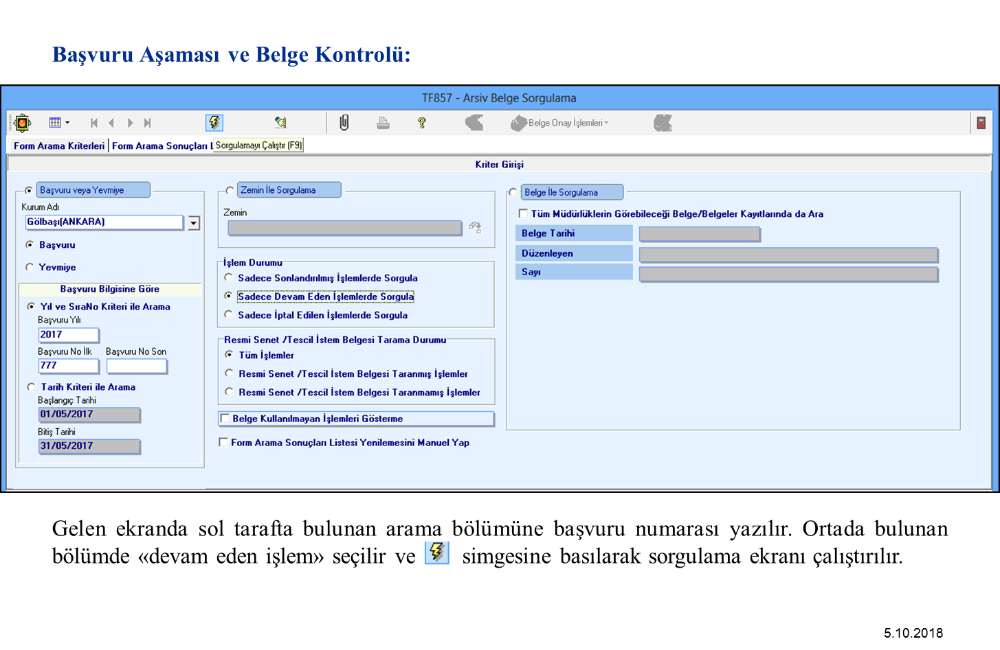 Başvuru Aşaması ve Belge Kontrolü:
TF857 - Arsiv Belge Sorgulama
Belge Onay İşlemleri
Form Arama Kriterleri Form Arama Sonuçları L
Sorgulamayı Çalıştır (F9)
Kriter Girişi
Başvuru veya Yevmiye
Kurum Adı
Gölbaşı(ANKARA)
Başvuru
Yevmiye
Başvuru Bilgisine Göre
Yıl ve SıraNo Kriteri ile Arama
Başvuru Yılı
2017
Başvuru No İlk Başvuru No Son
777
Tarih Kriteri ile Arama
Başlangıç Tarihi
01/05/2017
Bitiş Tarihi
31/05/2017
Zemin İle Sorgulama
Zemin
İşlem Durumu
Sadece Sonlandırılmış İşlemlerde Sorgula
Sadece Devam Eden İşlemlerde Sorgula
Sadece İptal Edilen İşlemlerde Sorgula
Resmi Senet /Tescil İstem Belgesi Tarama Durumu
Tüm İşlemler
Resmi Senet /Tescil İstem Belgesi Taranmış İşlemler
Resmi Senet /Tescil İstem Belgesi Taranmamış İşlemler
Belge Kullanılmayan İşlemleri Gösterme
Form Arama Sonuçları Listesi Yenilemesini Manuel Yap
Belge İle Sorgulama
Tüm Müdürlüklerin Görebileceği Belge/Belgeler Kayıtlarında da Ara
Belge Tarihi
Düzenleyen
Sayı
Gelen ekranda sol tarafta bulunan arama bölümüne başvuru numarası yazılır. Ortada bulunan
bölümde «devam eden işlem» seçilir ve simgesine basılarak sorgulama ekranı çalıştırılır.
5.10.2018